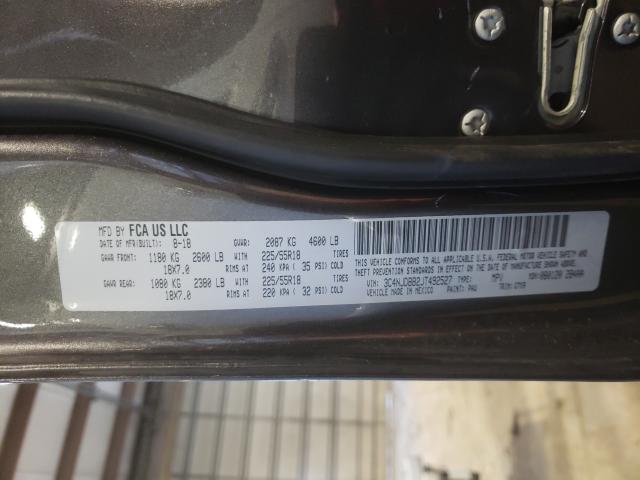 MFD BY FCA US LLC
DATE OF MFR(BUILT): 8-18 GVWR: 2087 KG 4600 LB
GAWR FRONT: 1180 KG 2600 LB WITH 225/55R18 TIRES
18X7.0 RIMS AT 240 KPA ( 35 PSI) COLD
GAWR REAR: 1080 KG 2380 LB WITH 225/55R18 TIRES
18X7.0 RIMS AT 220 KPA ( 32 PSI) COLD
THIS VEHICLE CONFORMS TO ALL APPLICABLE U.S.A. FEDERAL MOTOR VEHICLE SAFETY AND
THEFT PREVENTION STANDARDS IN EFFECT ON THE DATE OF MANUFACTURE SHOWN ABOVE.
VIN: 3C4NJDBB2JT492527 MPV MDH:
VEHICLE MADE IN MEXICO PAINT: PAU TRIM: